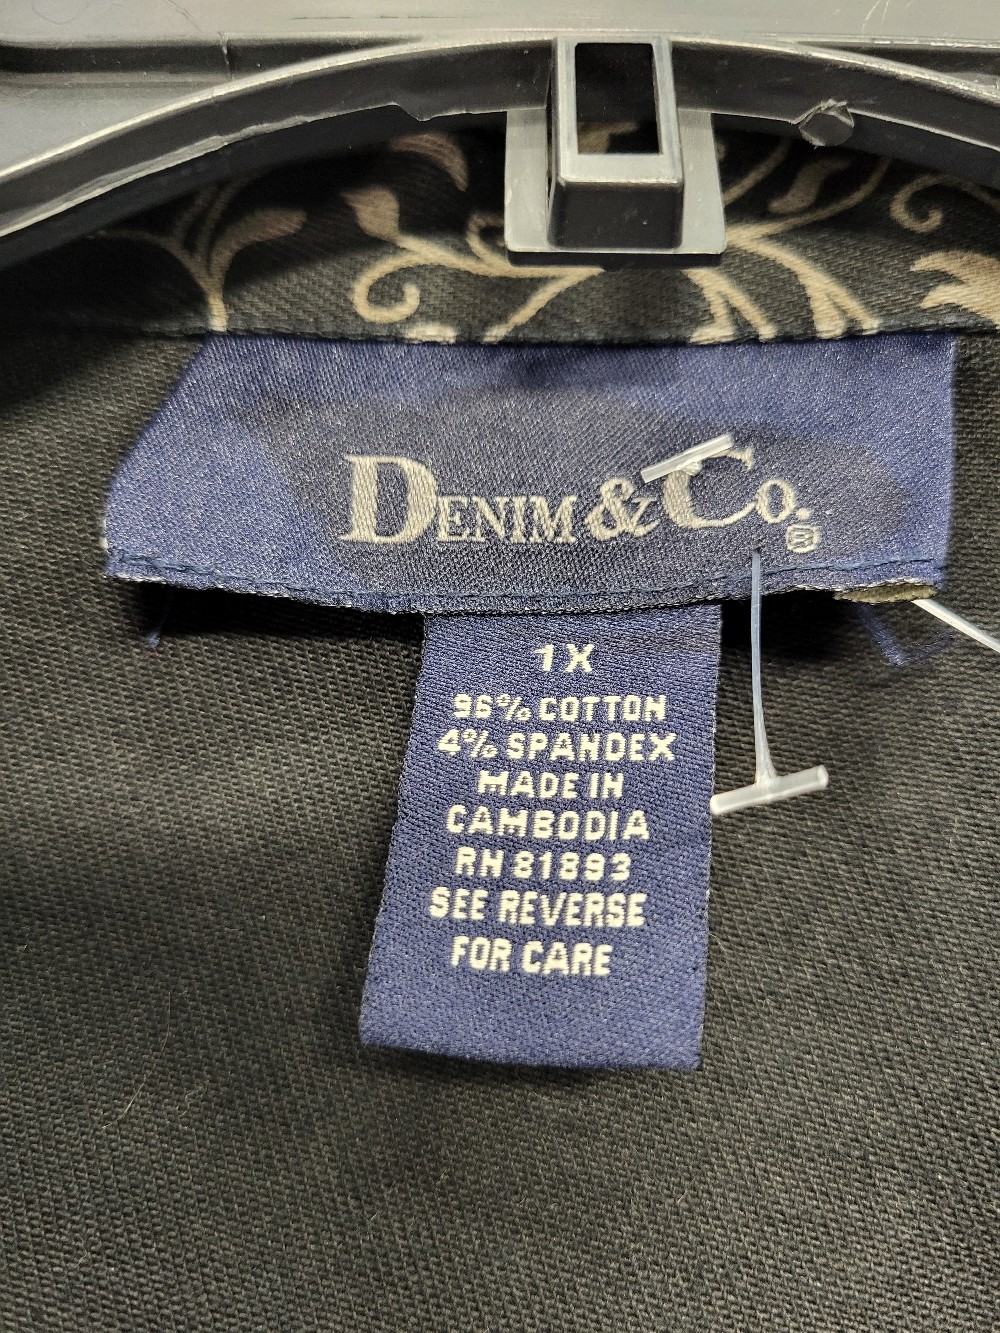 DENIM & CO.®
1X
96% COTTON
4% SPANDEX
MADE IN
CAMBODIA
RN 81893
SEE REVERSE
FOR CARE